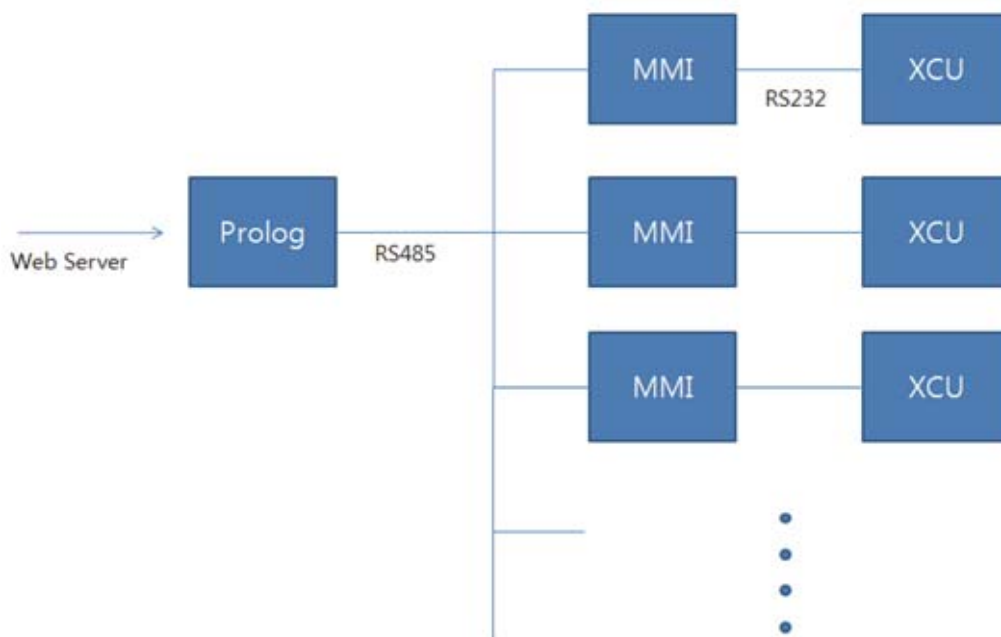 MMI
RS232
XCU
Web Server
Prolog
RS485
MMI
XCU
MMI
XCU